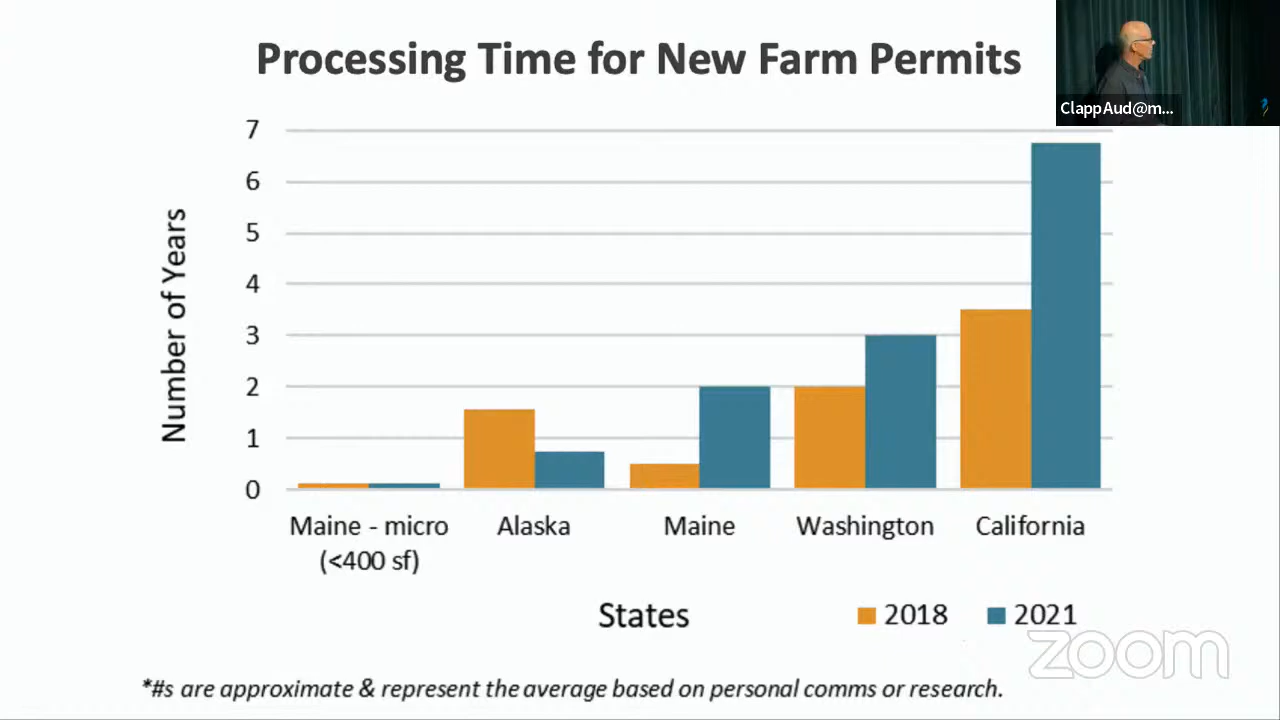 Processing Time for New Farm Permits
ClappAud@m...
Number of Years
7
6
5
4
3
2
1
0
Maine - micro
(<400 sf)
Alaska
Maine
Washington
California
States
2018
2021
zoom
*#s are approximate & represent the average based on personal comms or research.